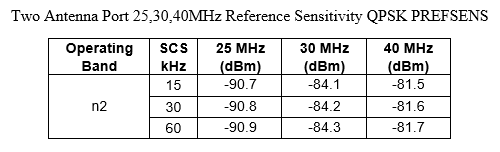 Two Antenna Port 25,30,40MHz Reference Sensitivity QPSK PREFSENS
Operating Band SCS kHz 25 MHz (dBm) 30 MHz (dBm) 40 MHz (dBm)
n2 15 -90.7 -84.1 -81.5
30 -90.8 -84.2 -81.6
60 -90.9 -84.3 -81.7